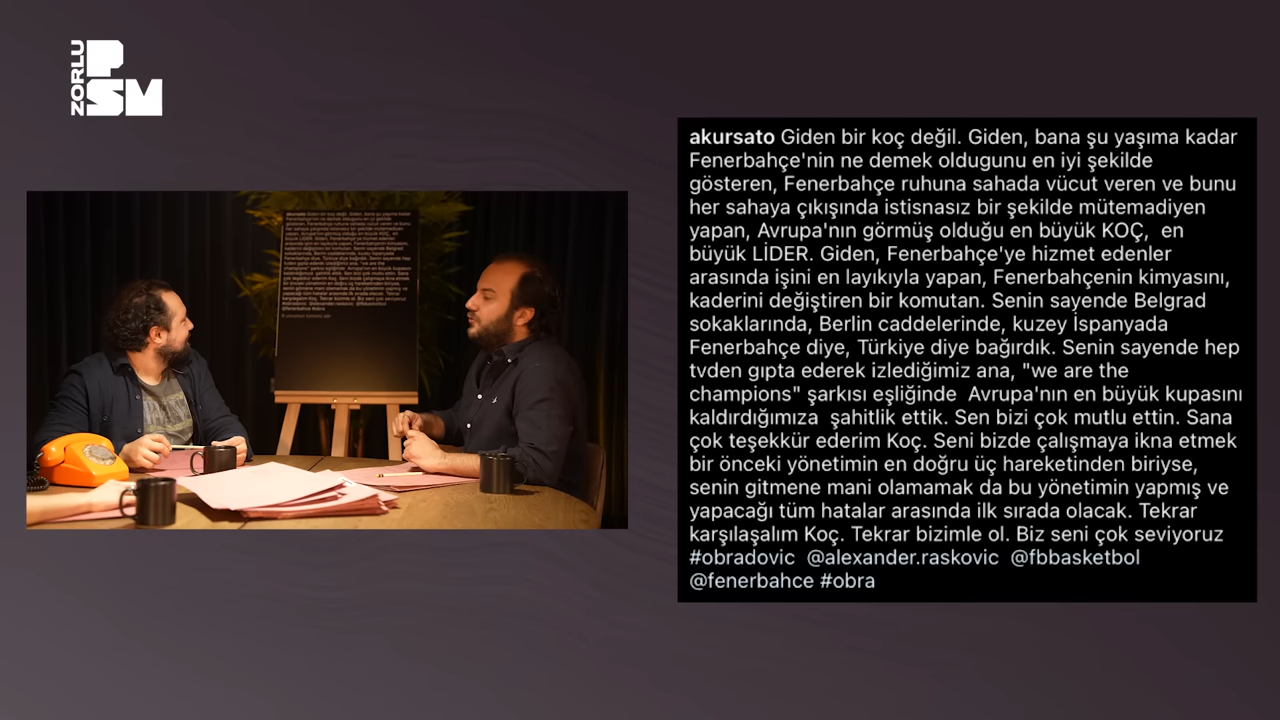 ZORLU PSM
akursato Giden bir koç değil. Giden, bana şu yaşıma kadar
Fenerbahçe'nin ne demek oldugunu en iyi şekilde
gösteren, Fenerbahçe ruhuna sahada vücut veren ve bunu
her sahaya çıkışında istisnasız bir şekilde mütemadiyen
yapan, Avrupa'nın görmüş olduğu en büyük KOÇ, en
büyük LİDER. Giden, Fenerbahçe'ye hizmet edenler
arasında işini en layıkıyla yapan, Fenerbahçenin kimyasını,
kaderini değiştiren bir komutan. Senin sayende Belgrad
sokaklarında, Berlin caddelerinde, kuzey İspanyada
Fenerbahçe diye, Türkiye diye bağırdık. Senin sayende hep
tvden gıpta ederek izlediğimiz ana, "we are the
champions" şarkısı eşliğinde Avrupa'nın en büyük kupasını
kaldırdığımıza şahitlik ettik. Sen bizi çok mutlu ettin. Sana
çok teşekkür ederim Koç. Seni bizde çalışmaya ikna etmek
bir önceki yönetimin en doğru üç hareketinden biriyse,
senin gitmene mani olamamak da bu yönetimin yapmış ve
yapacağı tüm hatalar arasında ilk sırada olacak. Tekrar
karşılaşalım Koç. Tekrar bizimle ol. Biz seni çok seviyoruz
#obradovic @alexander.raskovic @fbbasketbol
@fenerbahce #obra